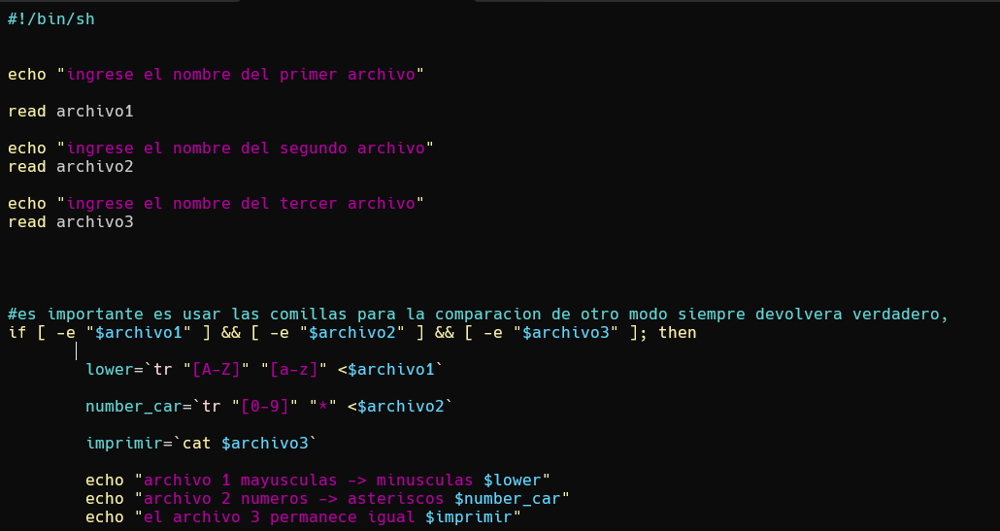 #!/bin/sh
echo "ingrese el nombre del primer archivo"
read archivo1
echo "ingrese el nombre del segundo archivo"
read archivo2
echo "ingrese el nombre del tercer archivo"
read archivo3
#es importante es usar las comillas para la comparacion de otro modo siempre devolvera verdadero,
if [ -e "$archivo1" ] && [ -e "$archivo2" ] && [ -e "$archivo3" ]; then
lower=`tr "[A-Z]" "[a-z]" <$archivo1`
number_car=`tr "[0-9]" "*" <$archivo2`
imprimir=`cat $archivo3`
echo "archivo 1 mayusculas -> minusculas $lower"
echo "archivo 2 numeros -> asteriscos $number_car"
echo "el archivo 3 permanece igual $imprimir"